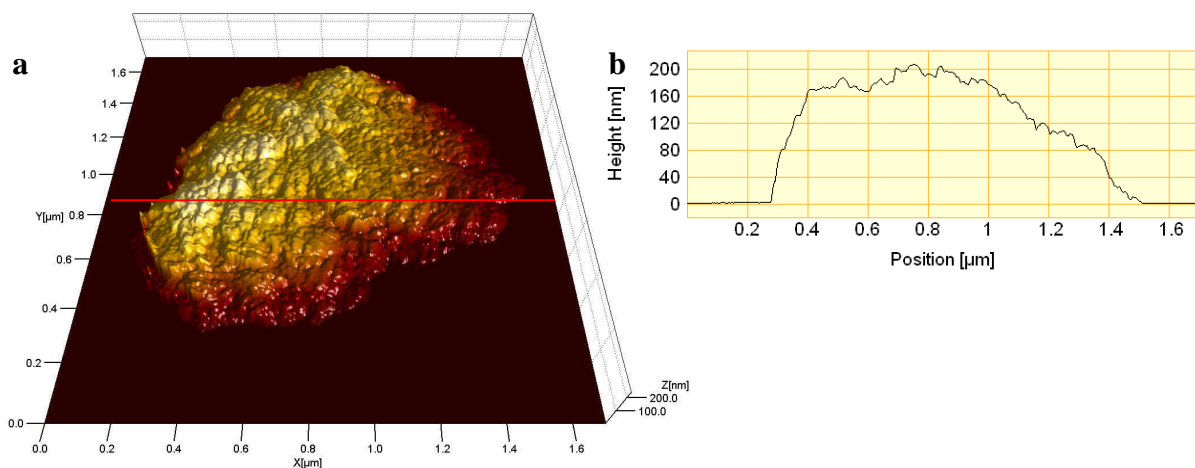 a
1.6
1.4
1.2
1.0
Y[µm] 0.8
0.6
0.4
0.2
0.0
0.0 0.2 0.4 0.6 0.8 1.0 1.2 1.4 1.6
X[µm]
Z[nm]
200.0
100.0
b
Height [nm]
200
160
120
80
40
0
0.2 0.4 0.6 0.8 1 1.2 1.4 1.6
Position [µm]